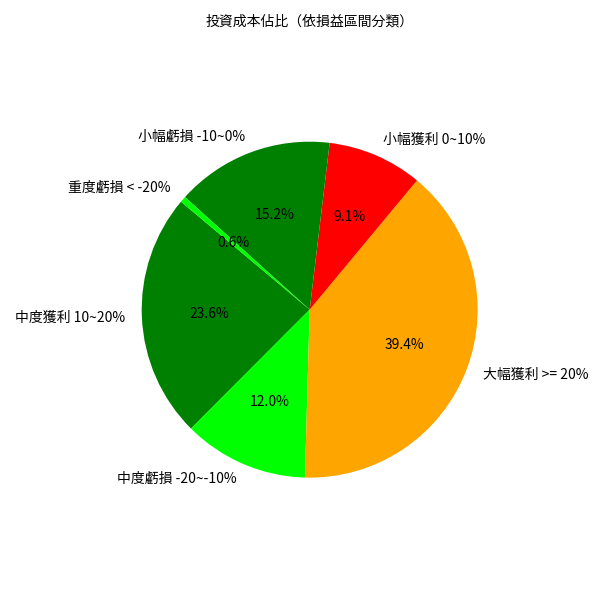 投資成本佔比（依損益區間分類）
小幅虧損 -10~0%
小幅獲利 0~10%
重度虧損 < -20%
15.2%
9.1%
0.6%
中度獲利 10~20%
23.6%
39.4%
大幅獲利 >= 20%
12.0%
中度虧損 -20~-10%